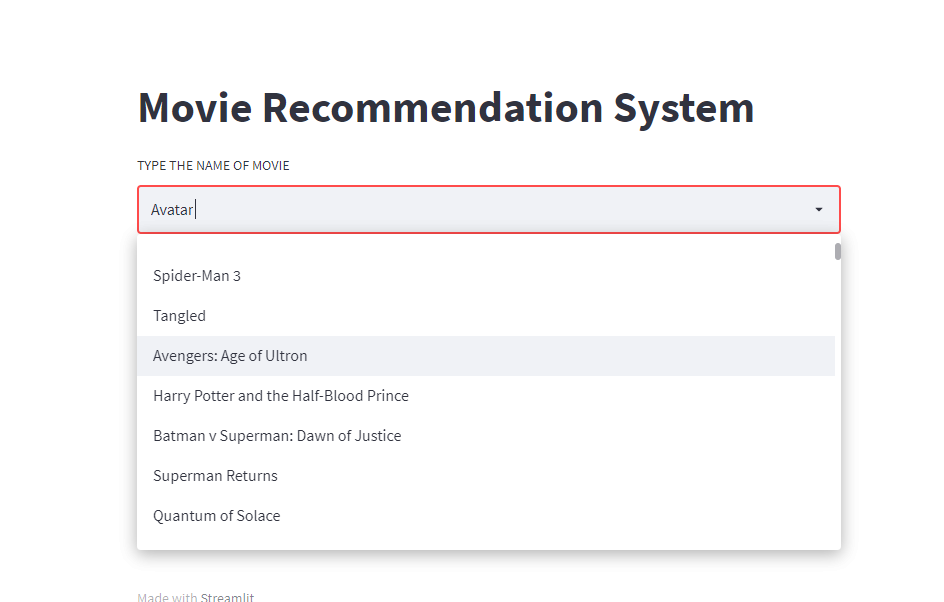 Movie Recommendation System
TYPE THE NAME OF MOVIE
Avatar
Spider-Man 3
Tangled
Avengers: Age of Ultron
Harry Potter and the Half-Blood Prince
Batman v Superman: Dawn of Justice
Superman Returns
Quantum of Solace
Made with Streamlit